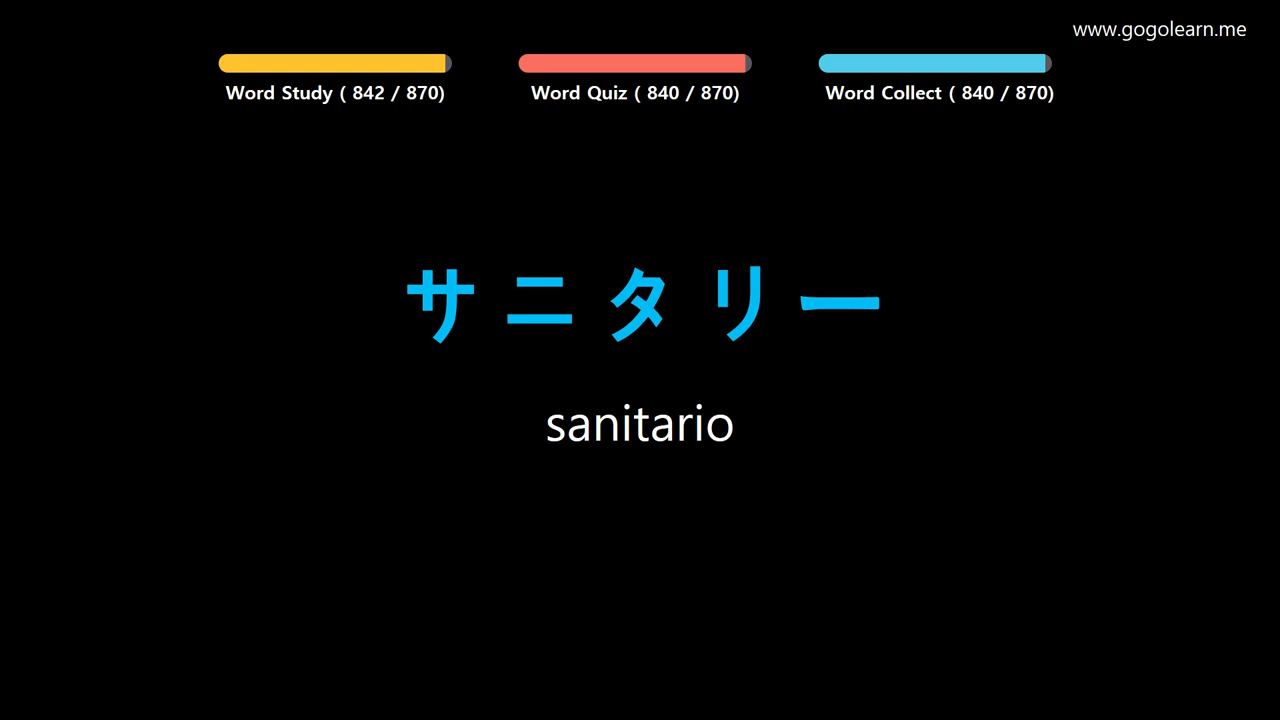 www.gogolearn.me
Word Study ( 842 / 870)
Word Quiz ( 840 / 870)
Word Collect ( 840 / 870)
サニタリー
sanitario